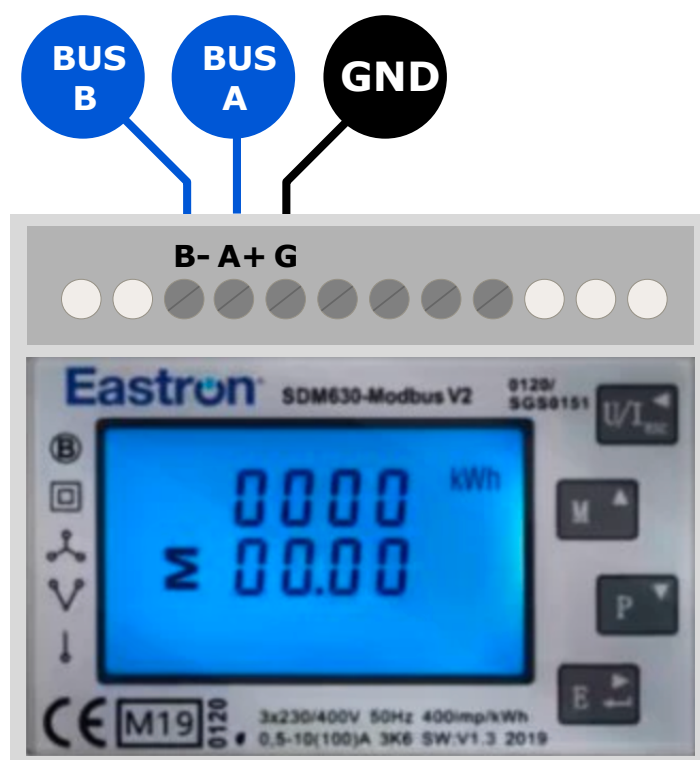 BUS B
BUS A
GND
B- A+ G
Eastron SDM630-Modbus V2 0120/
SGS0151
U/I ESC
B
kWh
0000
M 00.00
M
P
E
CE M19 0120
3x230/400V 50Hz 400imp/kWh
0,5-10(100)A 3K6 SW:V1.3 2019